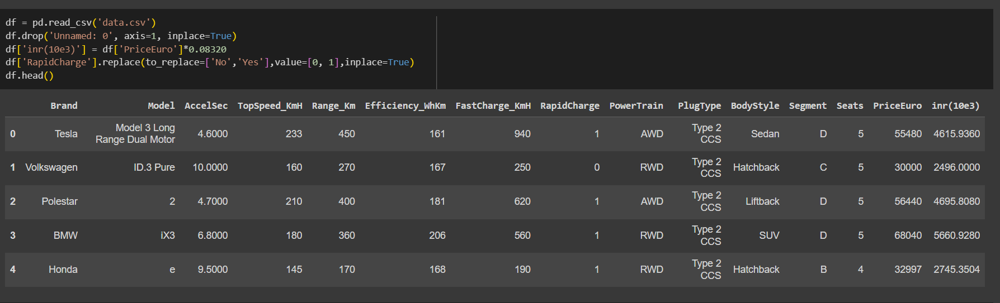 df = pd.read_csv('data.csv')
df.drop('Unnamed: 0', axis=1, inplace=True)
df['inr(10e3)'] = df['PriceEuro']*0.08320
df['RapidCharge'].replace(to_replace=['No','Yes'],value=[0, 1],inplace=True)
df.head()
Brand Model AccelSec TopSpeed_KmH Range_Km Efficiency_WhKm FastCharge_KmH RapidCharge PowerTrain PlugType BodyStyle Segment Seats PriceEuro inr(10e3)
0 Tesla Model 3 Long Range Dual Motor 4.6000 233 450 161 940 1 AWD Type 2 CCS Sedan D 5 55480 4615.9360
1 Volkswagen ID.3 Pure 10.0000 160 270 167 250 0 RWD Type 2 CCS Hatchback C 5 30000 2496.0000
2 Polestar 2 4.7000 210 400 181 620 1 AWD Type 2 CCS Liftback D 5 56440 4695.8080
3 BMW iX3 6.8000 180 360 206 560 1 RWD Type 2 CCS SUV D 5 68040 5660.9280
4 Honda e 9.5000 145 170 168 190 1 RWD Type 2 CCS Hatchback B 4 32997 2745.3504